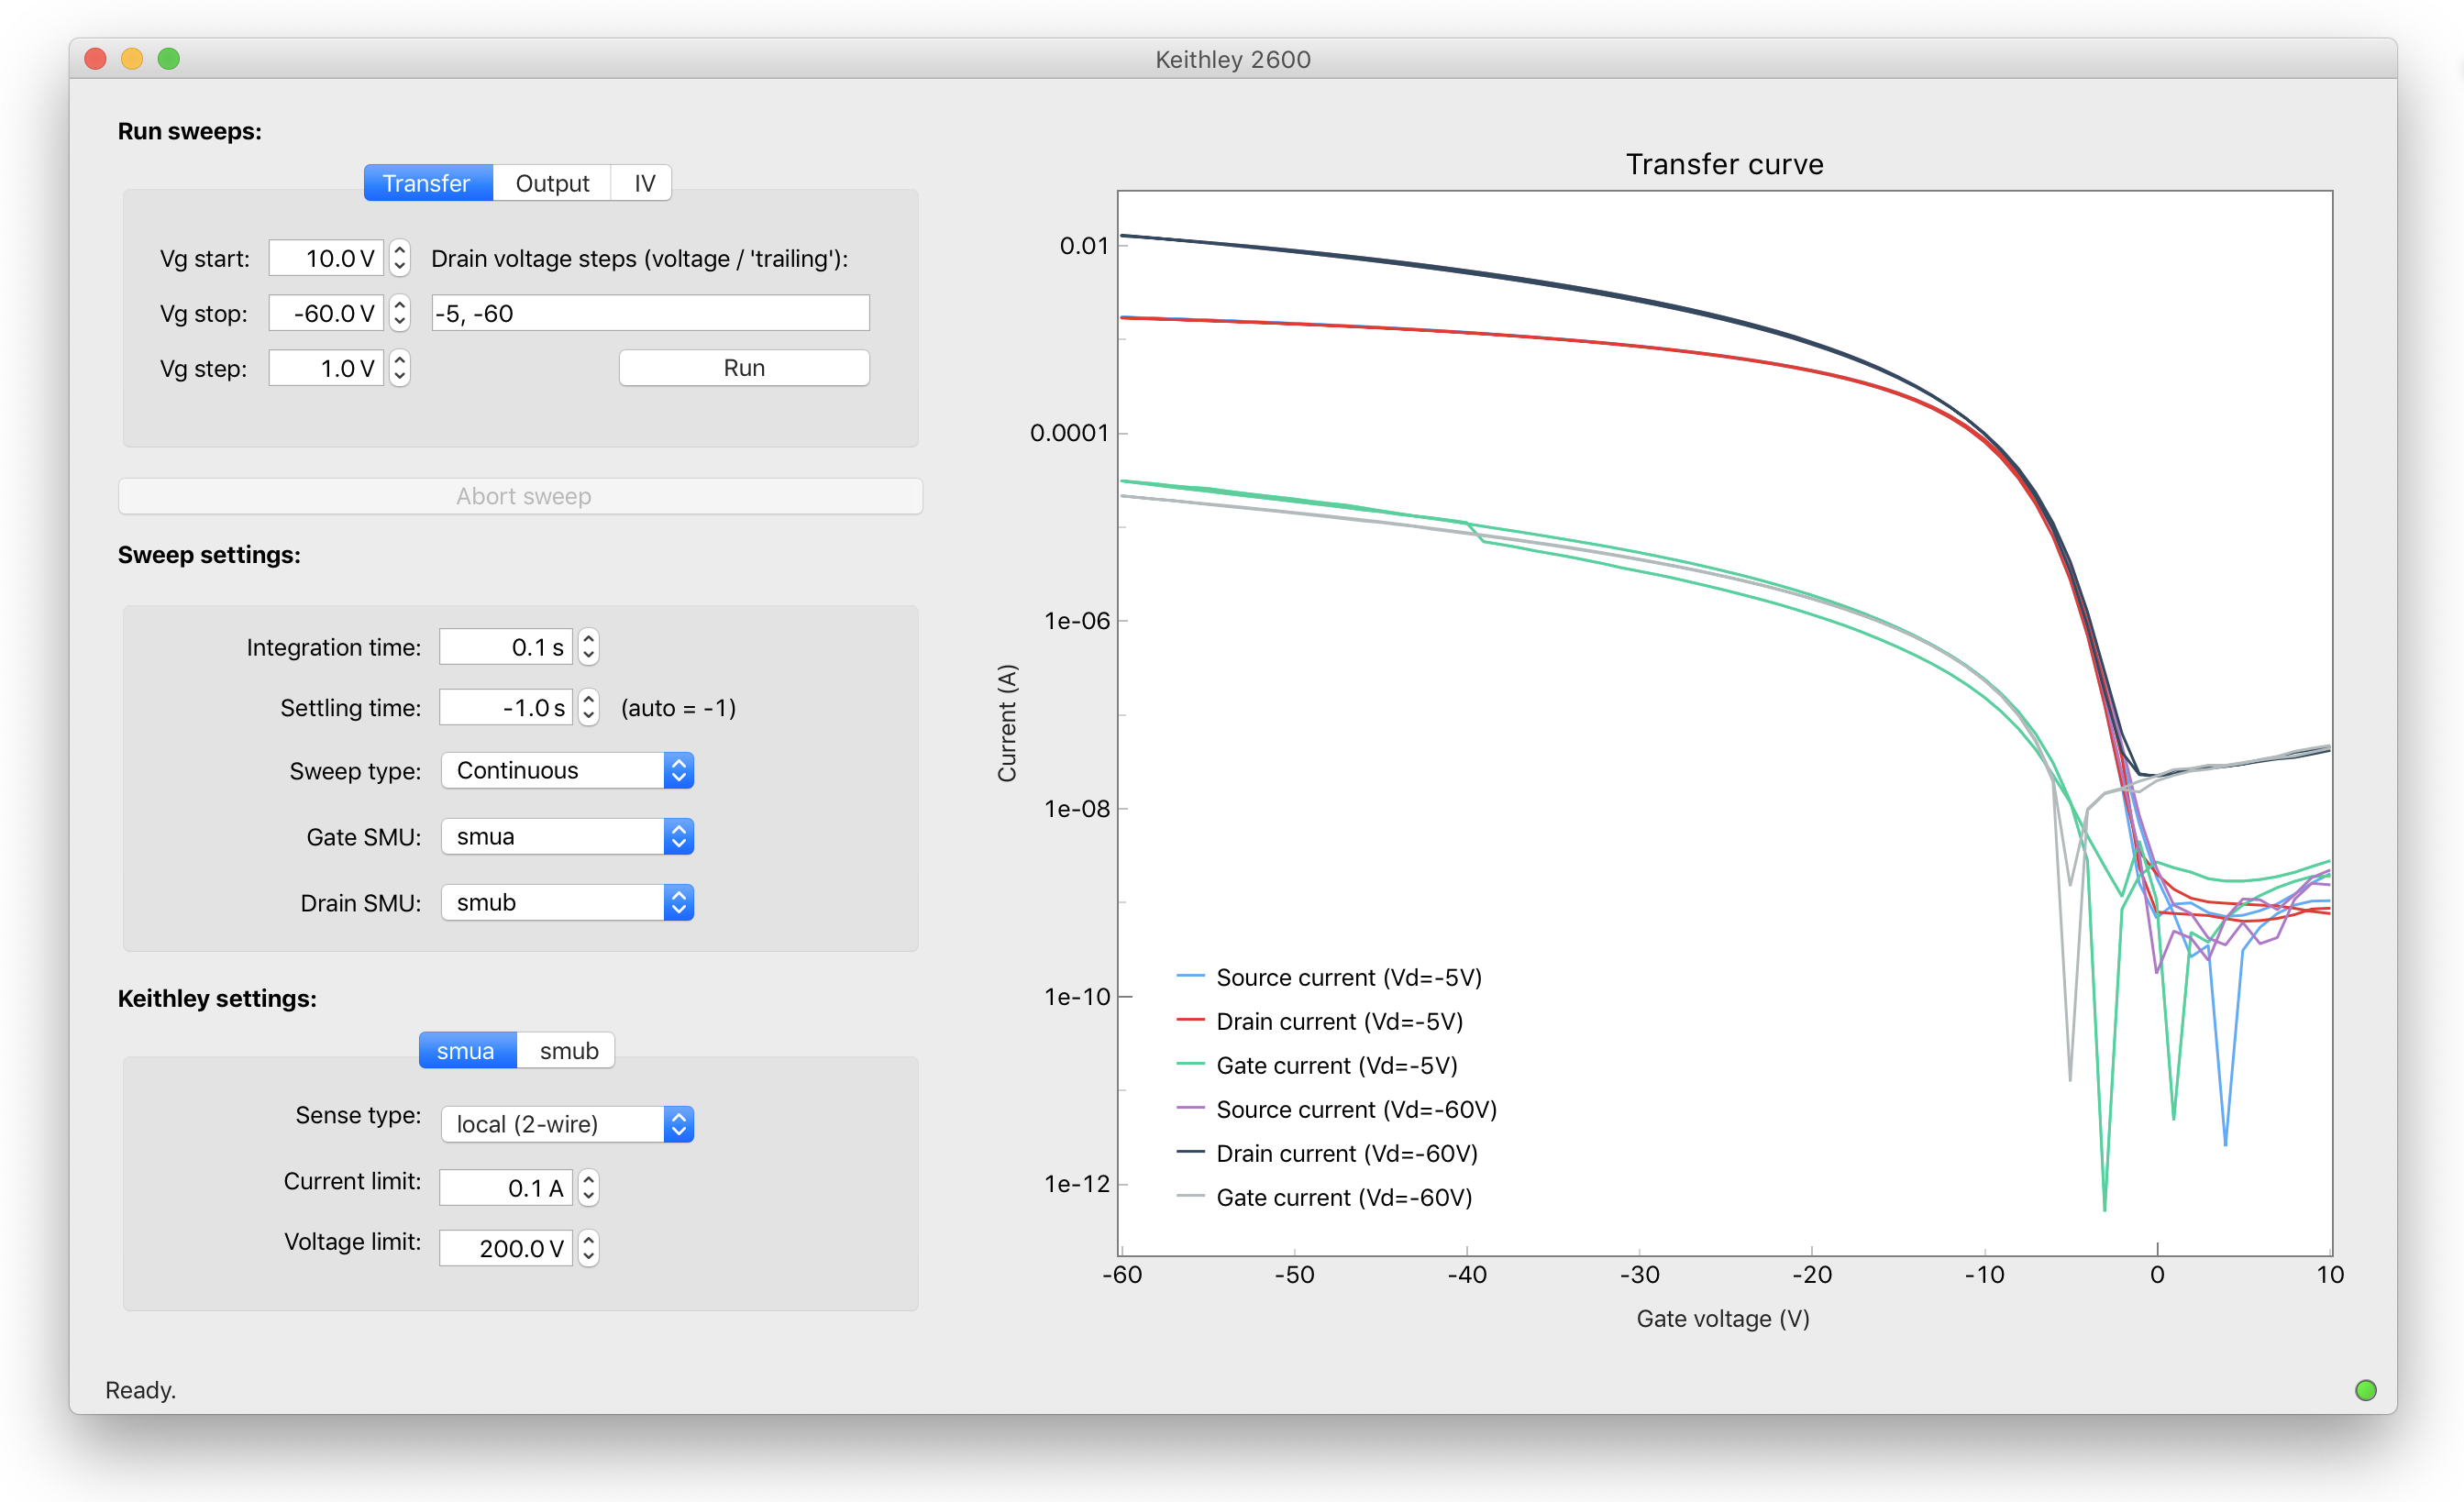 Keithley 2600
Run sweeps:
Transfer Output IV
Vg start: 10.0 V Drain voltage steps (voltage / 'trailing'):
Vg stop: -60.0 V -5, -60
Vg step: 1.0 V Run
Abort sweep
Sweep settings:
Integration time: 0.1 s
Settling time: -1.0 s (auto = -1)
Sweep type: Continuous
Gate SMU: smua
Drain SMU: smub
Keithley settings:
smua smub
Sense type: local (2-wire)
Current limit: 0.1 A
Voltage limit: 200.0 V
Transfer curve
0.01
0.0001
1e-06
1e-08
1e-10
1e-12
Current (A)
Source current (Vd=-5V)
Drain current (Vd=-5V)
Gate current (Vd=-5V)
Source current (Vd=-60V)
Drain current (Vd=-60V)
Gate current (Vd=-60V)
-60 -50 -40 -30 -20 -10 0 10
Gate voltage (V)
Ready.